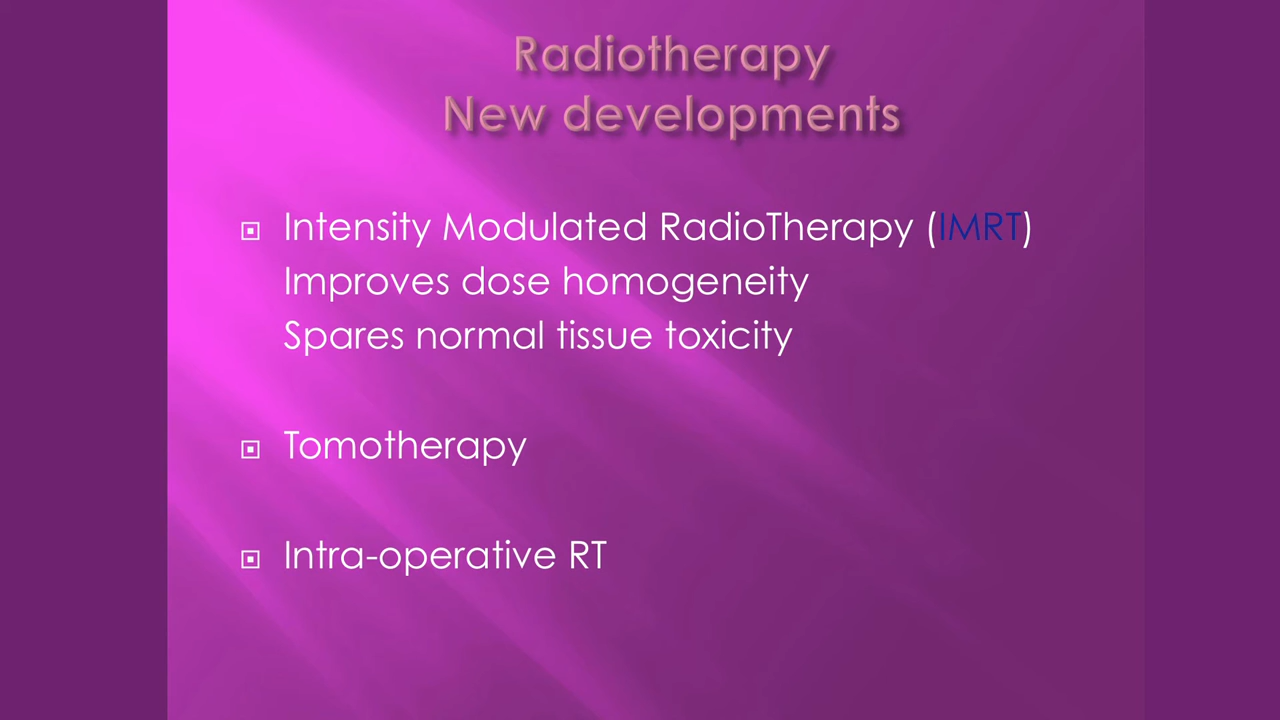 Radiotherapy
New developments
Intensity Modulated RadioTherapy (IMRT)
Improves dose homogeneity
Spares normal tissue toxicity
Tomotherapy
Intra-operative RT